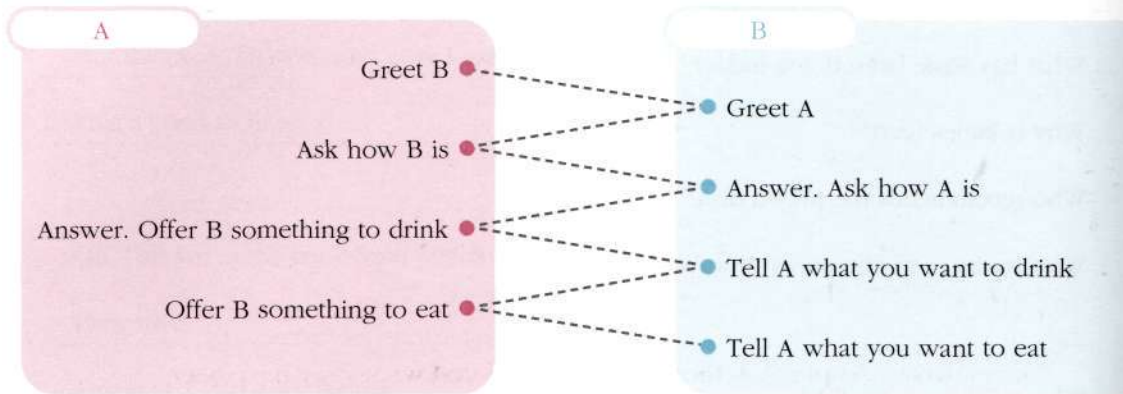 A
B
Greet B
Greet A
Ask how B is
Answer. Ask how A is
Answer. Offer B something to drink
Tell A what you want to drink
Offer B something to eat
Tell A what you want to eat